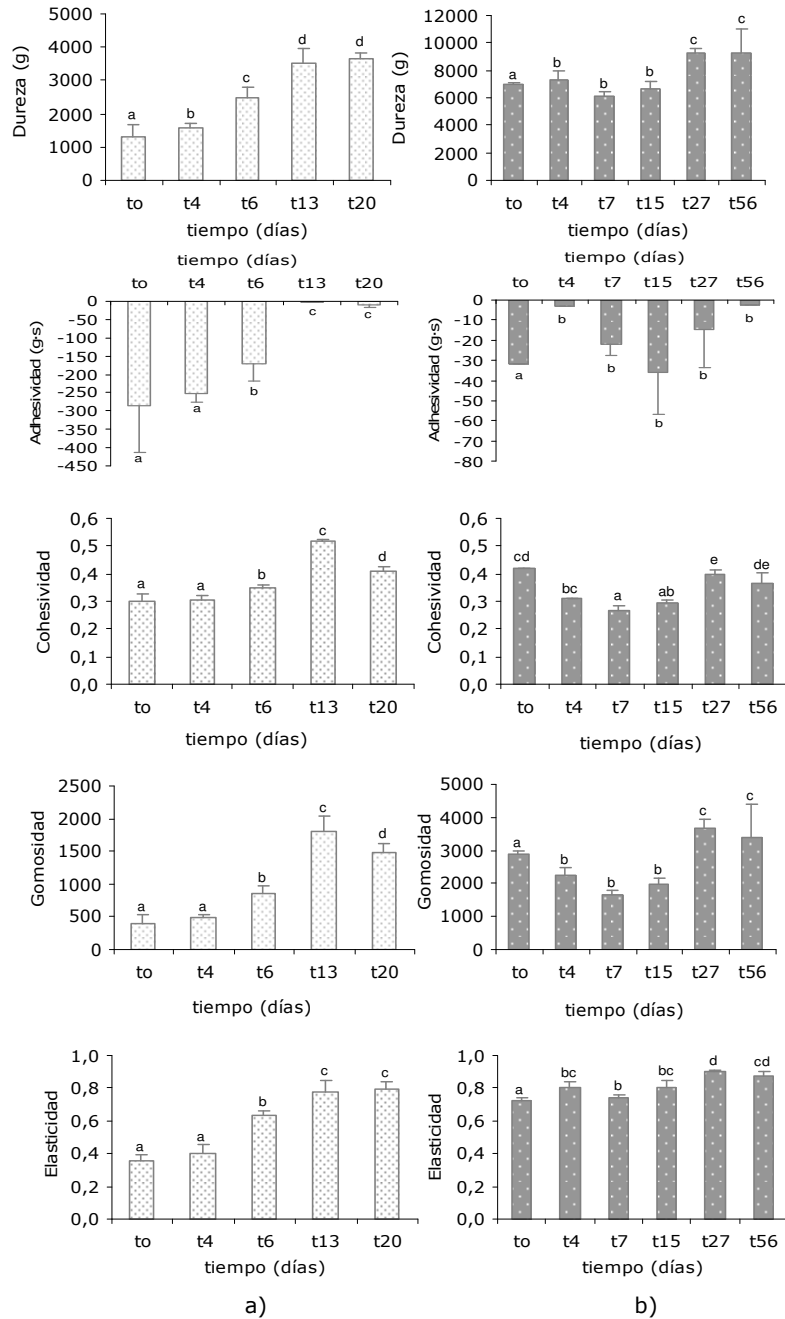 5000
4000
3000
2000
1000
0
Dureza (g)
a
b
c
d
d
to
t4
t6
t13
t20
tiempo (días)
12000
10000
8000
6000
4000
2000
0
Dureza (g)
a
b
b
b
c
c
to
t4
t7
t15
t27
t56
tiempo (días)
tiempo (días)
to
t4
t6
t13
t20
0
-50
-100
-150
-200
-250
-300
-350
-400
-450
Adhesividad (g·s)
a
a
b
c
c
tiempo (días)
to
t4
t7
t15
t27
t56
0
-10
-20
-30
-40
-50
-60
-70
-80
Adhesividad (g·s)
a
b
b
b
b
b
0,6
0,5
0,4
0,3
0,2
0,1
0,0
Cohesividad
a
a
b
c
d
to
t4
t6
t13
t20
tiempo (días)
0,6
0,5
0,4
0,3
0,2
0,1
0,0
Cohesividad
cd
bc
a
ab
e
de
to
t4
t7
t15
t27
t56
tiempo (días)
2500
2000
1500
1000
500
0
Gomosidad
a
a
b
c
d
to
t4
t6
t13
t20
tiempo (días)
5000
4000
3000
2000
1000
0
Gomosidad
a
b
b
b
c
c
to
t4
t7
t15
t27
t56
tiempo (días)
1,0
0,8
0,6
0,4
0,2
0,0
Elasticidad
a
a
b
c
c
to
t4
t6
t13
t20
tiempo (días)
a)
1,0
0,8
0,6
0,4
0,2
0,0
Elasticidad
a
bc
b
bc
d
cd
to
t4
t7
t15
t27
t56
tiempo (días)
b)